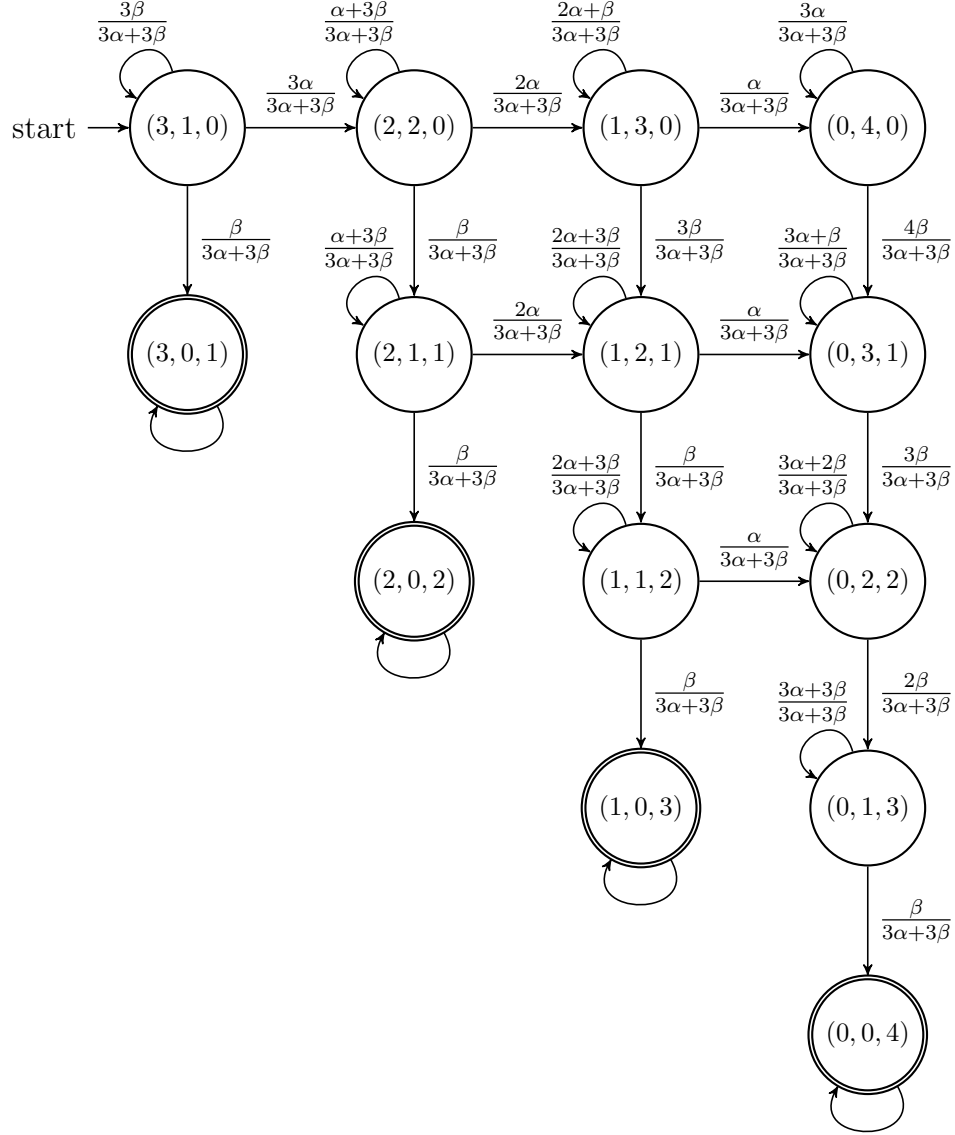 3β/3α+3β α+3β/3α+3β 2α+β/3α+3β 3α/3α+3β
3α/3α+3β 2α/3α+3β α/3α+3β
start (3, 1, 0) (2, 2, 0) (1, 3, 0) (0, 4, 0)
β/3α+3β α+3β/3α+3β β/3α+3β 2α+3β/3α+3β 3β/3α+3β 3α+β/3α+3β 4β/3α+3β
2α/3α+3β α/3α+3β
(3, 0, 1) (2, 1, 1) (1, 2, 1) (0, 3, 1)
β/3α+3β 2α+3β/3α+3β β/3α+3β 3α+2β/3α+3β 3β/3α+3β
α/3α+3β
(2, 0, 2) (1, 1, 2) (0, 2, 2)
β/3α+3β 3α+3β/3α+3β 2β/3α+3β
(1, 0, 3) (0, 1, 3)
β/3α+3β
(0, 0, 4)